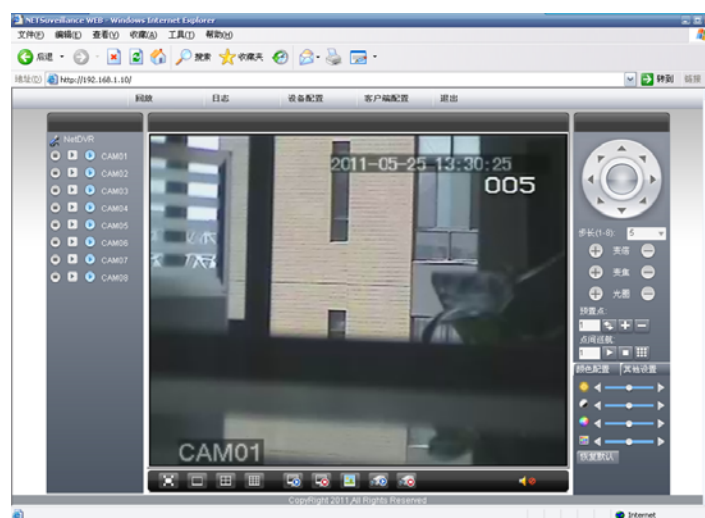 NETSuveillance WEB - Windows Internet Explorer
文件(F) 编辑(E) 查看(V) 收藏(A) 工具(T) 帮助(H)
后退 搜索 收藏夹
地址(D) http://192.168.1.10/ 转到 链接
回放 日志 设备配置 客户端配置 退出
NetDVR
CAM01
CAM02
CAM03
CAM04
CAM05
CAM06
CAM07
CAM08
2011-05-25 13:30:25
005
CAM01
步长(1-8): 5
变倍
变焦
光圈
预置点:
1
点间巡航:
1
颜色配置 其他设置
恢复默认
CopyRight 2011,All Rights Reserved
Internet